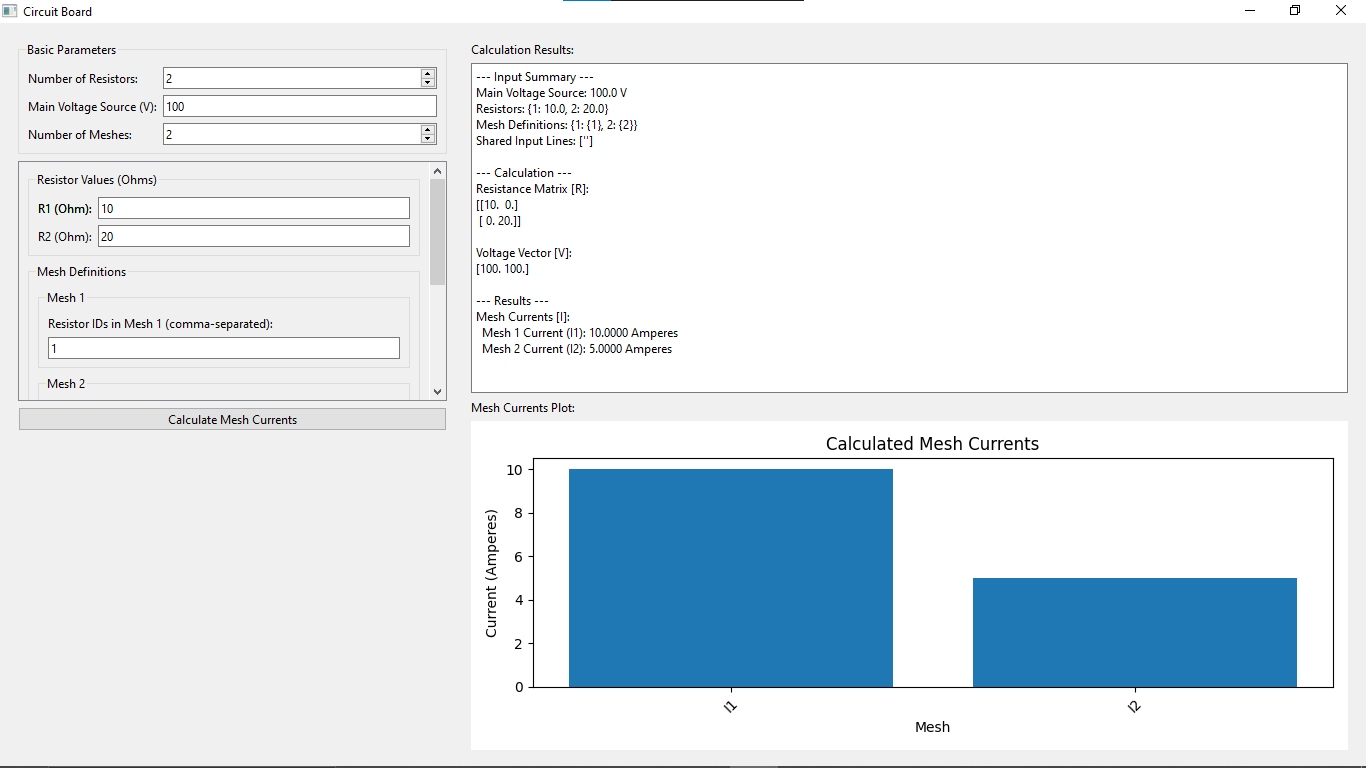 Circuit Board
Basic Parameters
Number of Resistors: 2
Main Voltage Source (V): 100
Number of Meshes: 2
Resistor Values (Ohms)
R1 (Ohm): 10
R2 (Ohm): 20
Mesh Definitions
Mesh 1
Resistor IDs in Mesh 1 (comma-separated):
1
Mesh 2
Calculate Mesh Currents
Calculation Results:
--- Input Summary ---
Main Voltage Source: 100.0 V
Resistors: {1: 10.0, 2: 20.0}
Mesh Definitions: {1: {1}, 2: {2}}
Shared Input Lines: ['']
--- Calculation ---
Resistance Matrix [R]:
[[10.  0.]
 [ 0. 20.]]
Voltage Vector [V]:
[100. 100.]
--- Results ---
Mesh Currents [I]:
  Mesh 1 Current (I1): 10.0000 Amperes
  Mesh 2 Current (I2): 5.0000 Amperes
Mesh Currents Plot:
Calculated Mesh Currents
Current (Amperes)
10
8
6
4
2
0
I1
I2
Mesh